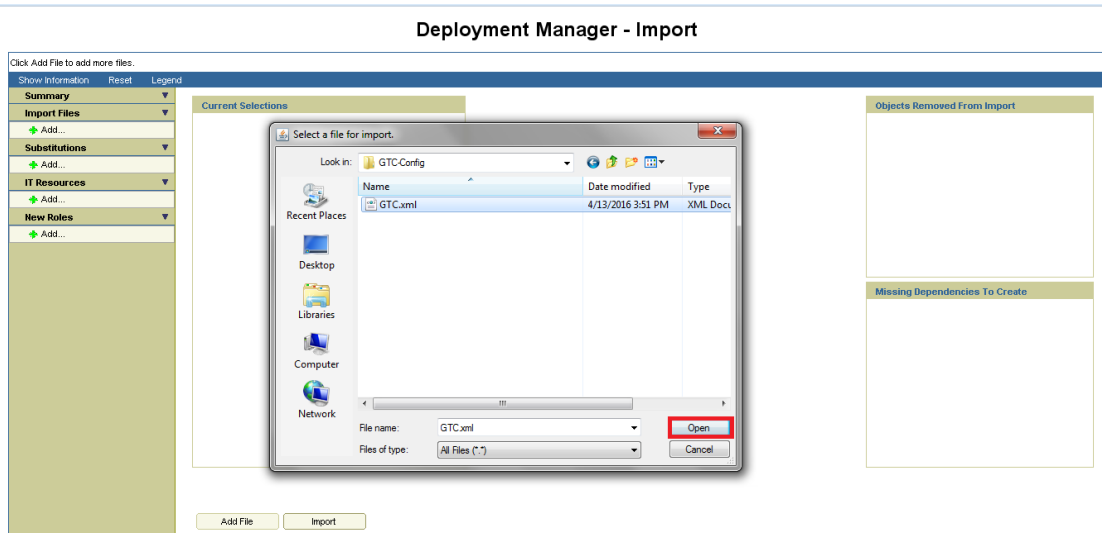 Deployment Manager - Import
Click Add File to add more files.
Show Information Reset Legend
Summary
Import Files
Add...
Substitutions
Add...
IT Resources
Add...
New Roles
Add...
Current Selections
Objects Removed From Import
Missing Dependencies To Create
Select a file for import.
Look in: GTC-Config
Name Date modified Type
GTC.xml 4/13/2016 3:51 PM XML Docu
Recent Places
Desktop
Libraries
Computer
Network
File name: GTC.xml Open
Files of type: All Files (*.*) Cancel
Add File Import